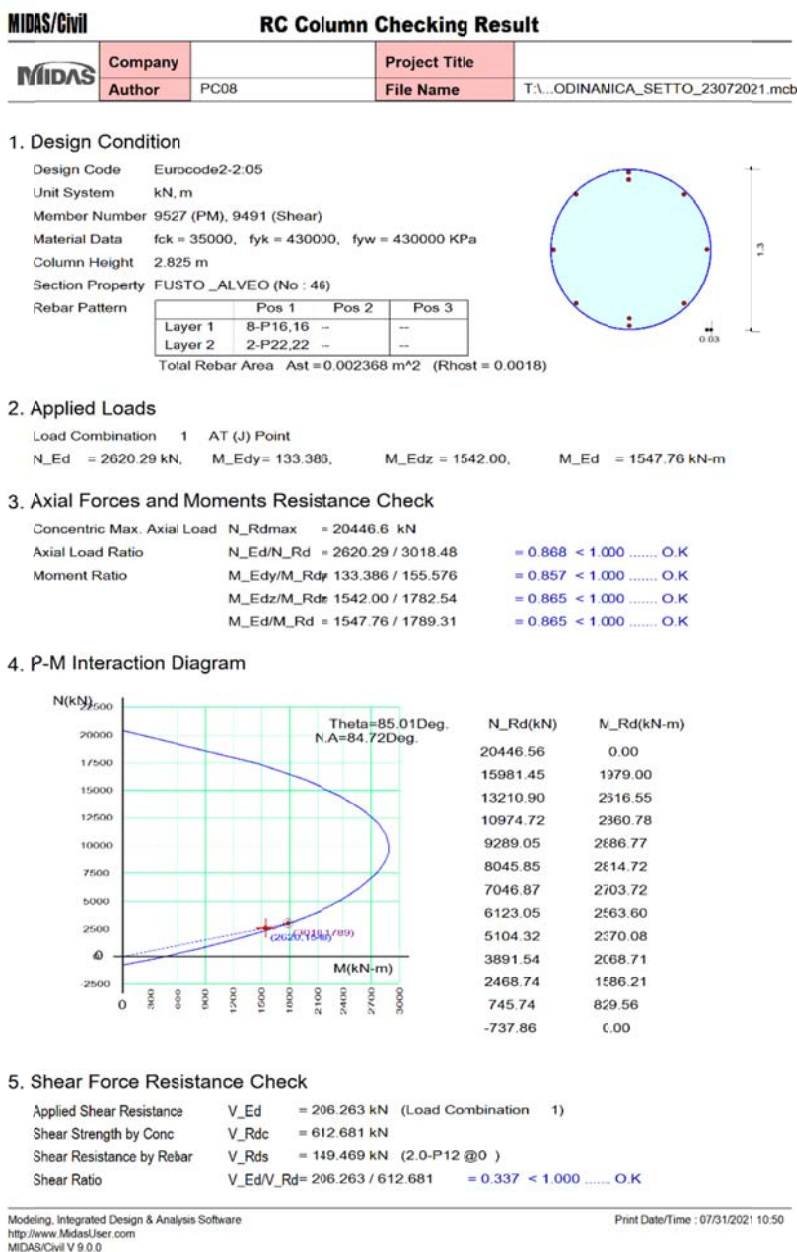 MIDAS/Civil RC Column Checking Result
MIDAS Company Project Title
Author PC08 File Name T:\...ODINANICA_SETTO_23072021.mcb
1. Design Condition
Design Code Eurocode2-2:05
Unit System kN, m
Member Number 9527 (PM), 9491 (Shear)
Material Data fck = 35000, fyk = 430000, fyw = 430000 KPa
Column Height 2.825 m
Section Property FUSTO _ALVEO (No : 46)
Rebar Pattern Pos 1 Pos 2 Pos 3
Layer 1 8-P16,16 -- --
Layer 2 2-P22,22 -- --
Total Rebar Area Ast =0.002368 m^2 (Rhost = 0.0018)
1.3
0.03
2. Applied Loads
Load Combination 1 AT (J) Point
N_Ed = 2620.29 kN, M_Edy= 133.386, M_Edz = 1542.00, M_Ed = 1547.76 kN-m
3. Axial Forces and Moments Resistance Check
Concentric Max. Axial Load N_Rdmax = 20446.6 kN
Axial Load Ratio N_Ed/N_Rd = 2620.29 / 3018.48 = 0.868 < 1.000 ....... O.K
Moment Ratio M_Edy/M_Rdy 133.386 / 155.576 = 0.857 < 1.000 ....... O.K
M_Edz/M_Rdz 1542.00 / 1782.54 = 0.865 < 1.000 ....... O.K
M_Ed/M_Rd = 1547.76 / 1789.31 = 0.865 < 1.000 ....... O.K
4. P-M Interaction Diagram
N(kN)
22500
20000
17500
15000
12500
10000
7500
5000
2500
0
-2500
Theta=85.01Deg.
N.A=84.72Deg.
(3018,1789)
(2620,1548)
M(kN-m)
0 300 600 900 1200 1500 1800 2100 2400 2700 3000
N_Rd(kN) M_Rd(kN-m)
20446.56 0.00
15981.45 1979.00
13210.90 2616.55
10974.72 2860.78
9289.05 2886.77
8045.85 2814.72
7046.87 2703.72
6123.05 2563.60
5104.32 2370.08
3891.54 2068.71
2468.74 1586.21
745.74 829.56
-737.86 0.00
5. Shear Force Resistance Check
Applied Shear Resistance V_Ed = 206.263 kN (Load Combination 1)
Shear Strength by Conc V_Rdc = 612.681 kN
Shear Resistance by Rebar V_Rds = 149.469 kN (2.0-P12 @0 )
Shear Ratio V_Ed/V_Rd= 206.263 / 612.681 = 0.337 < 1.000 ...... O.K
Modeling, Integrated Design & Analysis Software Print Date/Time : 07/31/2021 10:50
http://www.MidasUser.com
MIDAS/Civil V 9.0.0